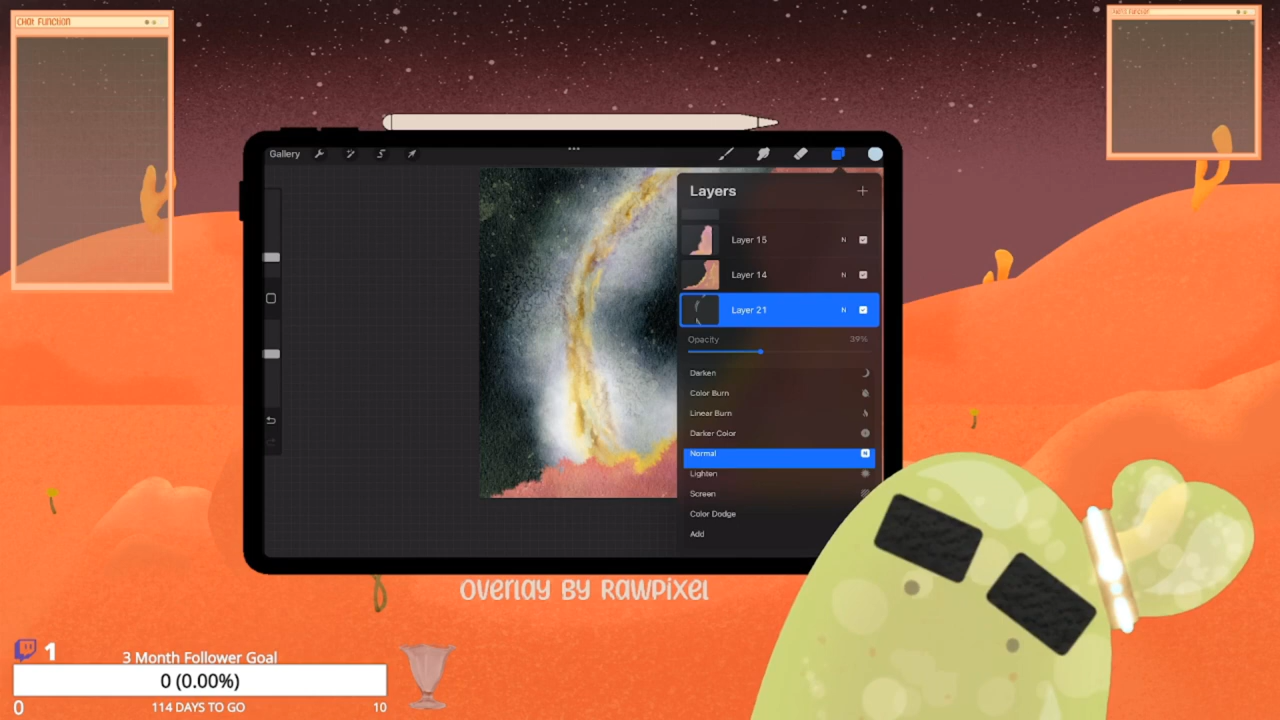 Chat Function
Gallery
Layers
Layer 15
N
Layer 14
N
Layer 21
N
Opacity
39%
Darken
Color Burn
Linear Burn
Darker Color
Normal
N
Lighten
Screen
Color Dodge
Add
Overlay by Rawpixel
1
3 Month Follower Goal
0 (0.00%)
0
114 DAYS TO GO
10